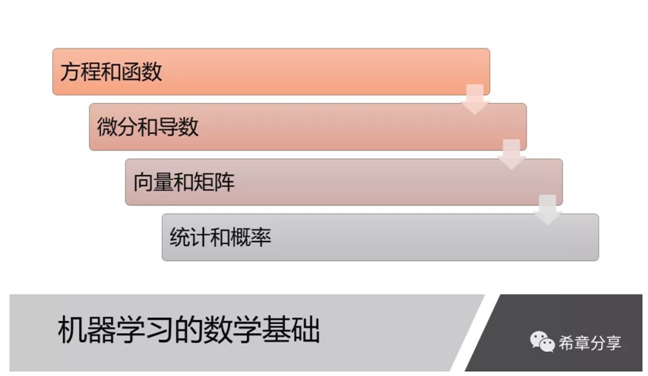 方程和函数
微分和导数
向量和矩阵
统计和概率
机器学习的数学基础
希章分享